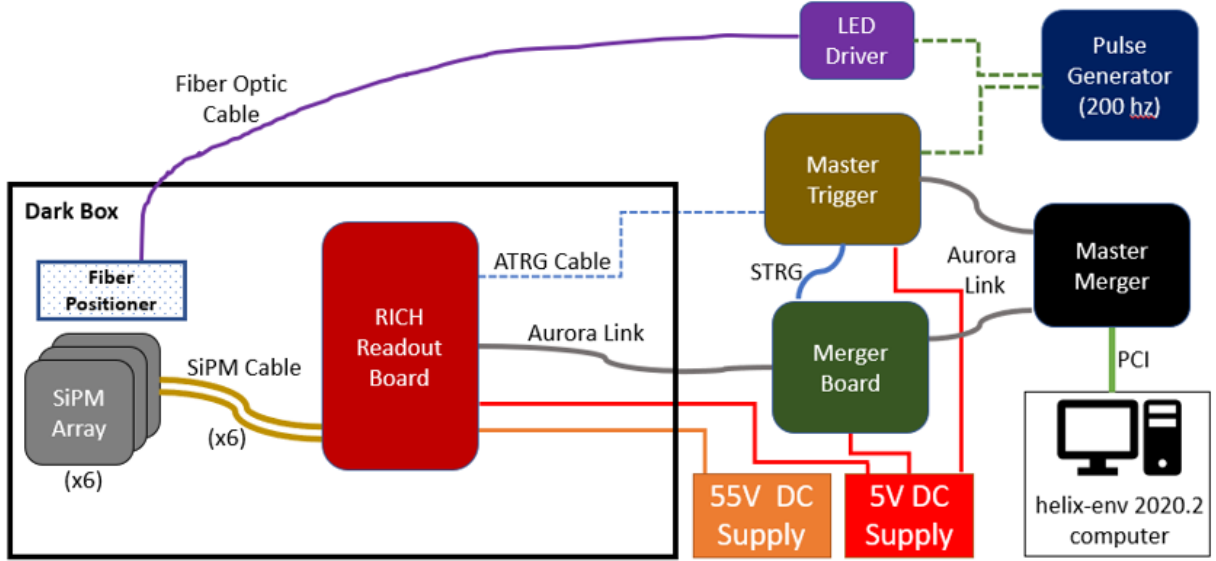 LED
Driver
Pulse
Generator
(200 hz)
Fiber Optic
Cable
Master
Trigger
Dark Box
ATRG Cable
STRG
Aurora
Link
Master
Merger
Fiber
Positioner
RICH
Readout
Board
Aurora Link
Merger
Board
PCI
SiPM Cable
(x6)
SiPM
Array
(x6)
55V DC
Supply
5V DC
Supply
helix-env 2020.2
computer